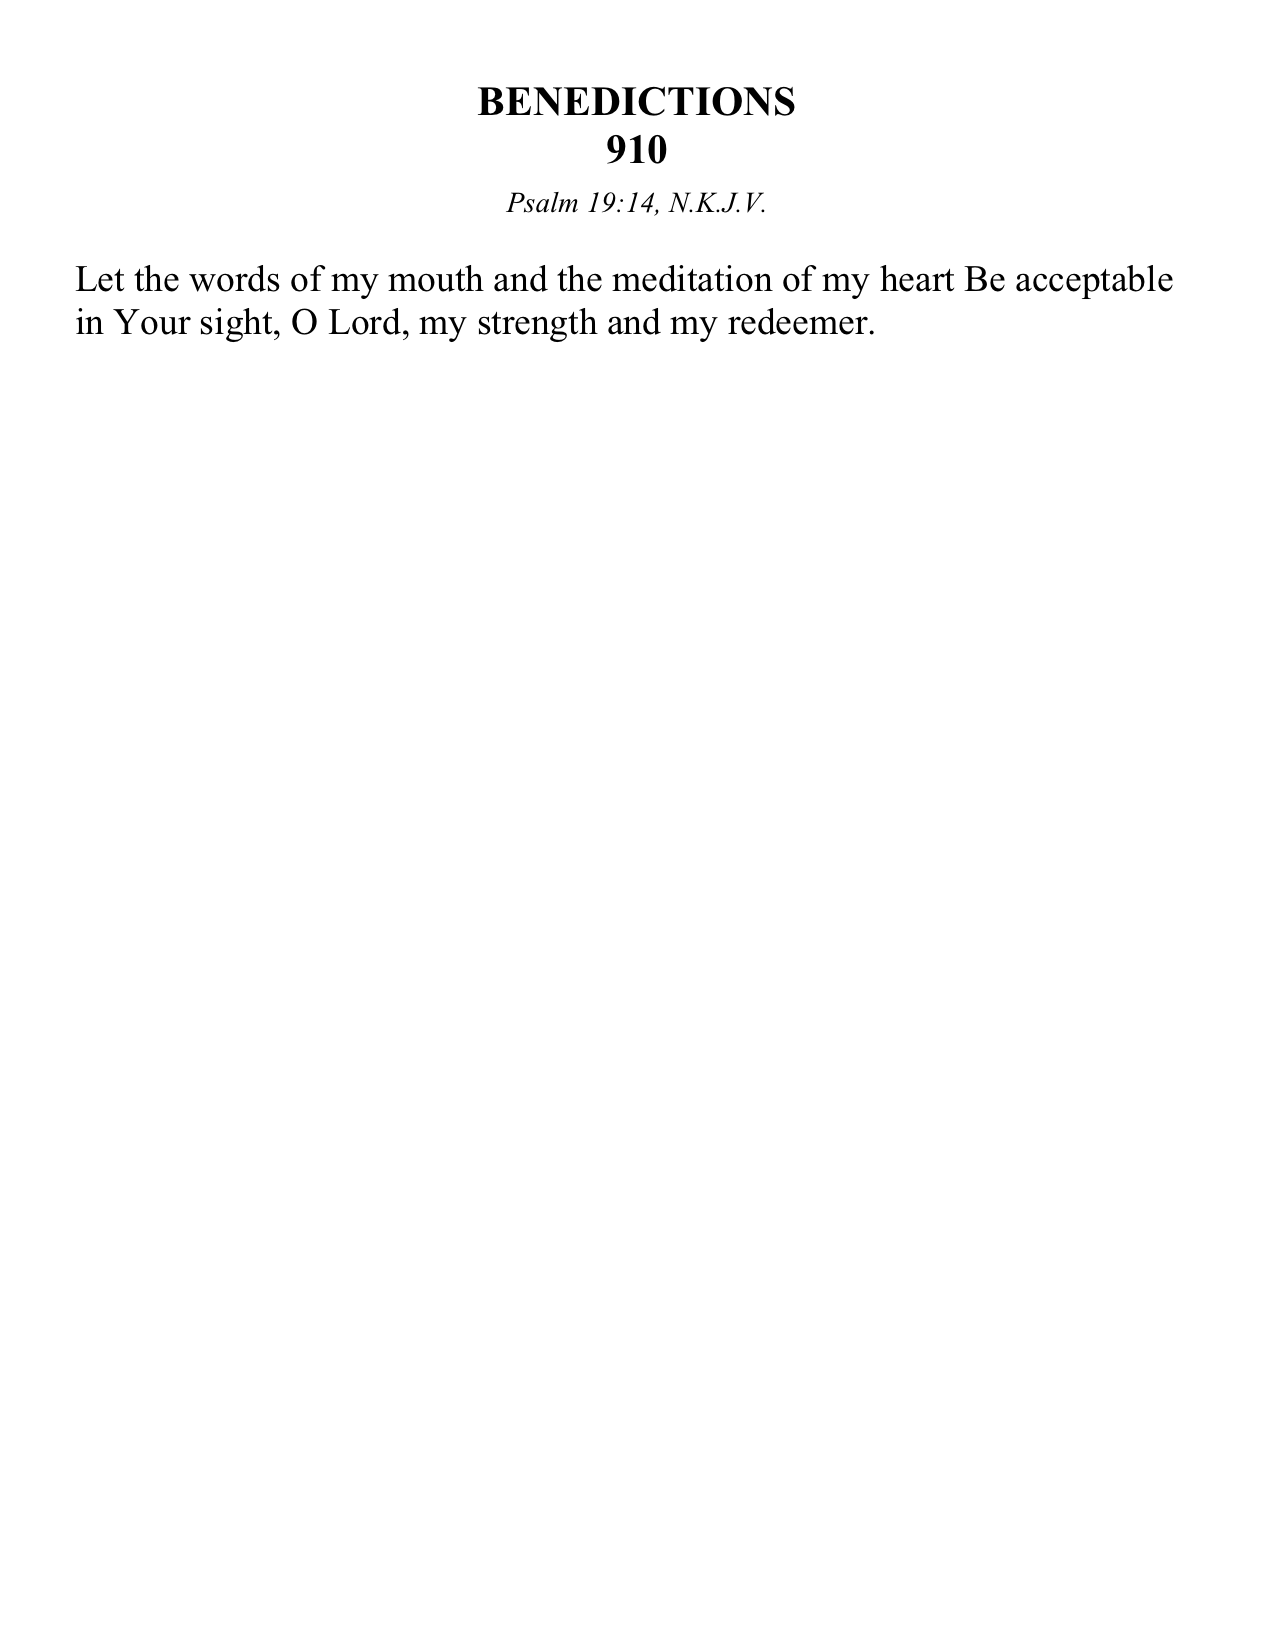 BENEDICTIONS
910
Psalm 19:14, N.K.J.V.
Let the words of my mouth and the meditation of my heart Be acceptable
in Your sight, O Lord, my strength and my redeemer.